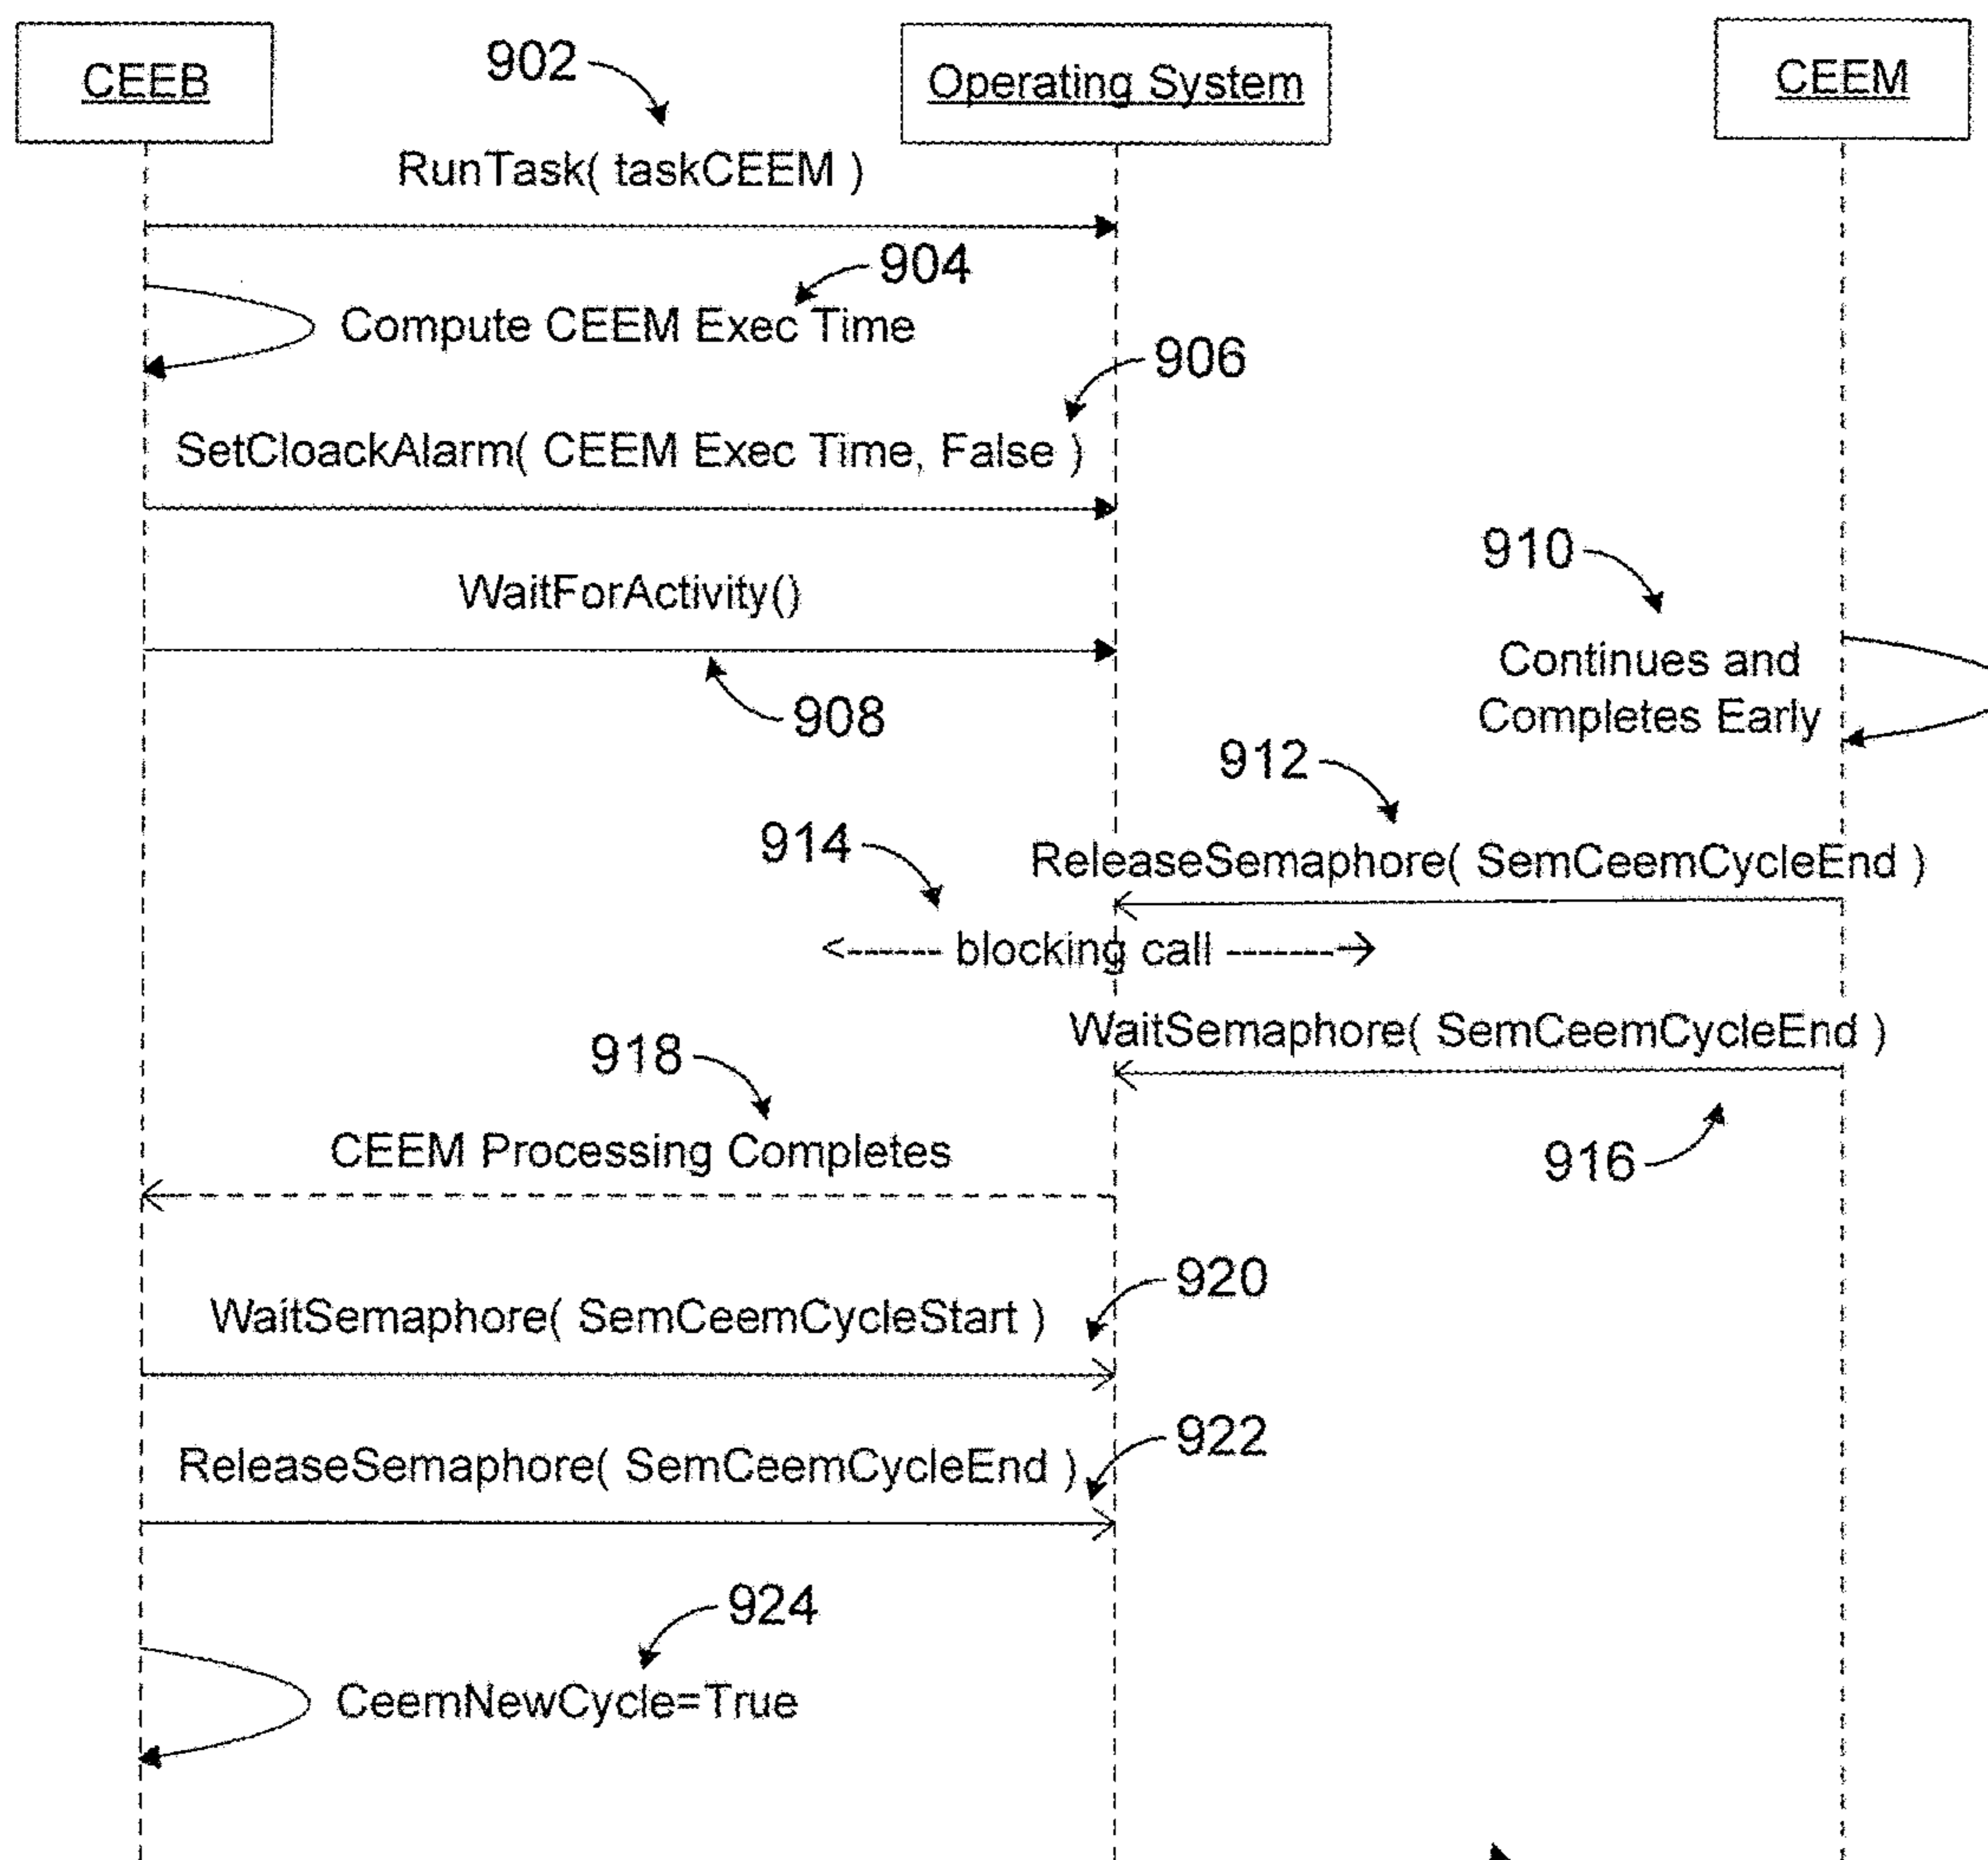 CEEB
Operating System
CEEM
902
RunTask( taskCEEM )
904
Compute CEEM Exec Time
906
SetCloackAlarm( CEEM Exec Time, False )
910
WaitForActivity()
Continues and
Completes Early
908
912
914
ReleaseSemaphore( SemCeemCycleEnd )
<------ blocking call ------->
WaitSemaphore( SemCeemCycleEnd )
918
CEEM Processing Completes
916
920
WaitSemaphore( SemCeemCycleStart )
922
ReleaseSemaphore( SemCeemCycleEnd )
924
CeemNewCycle=True